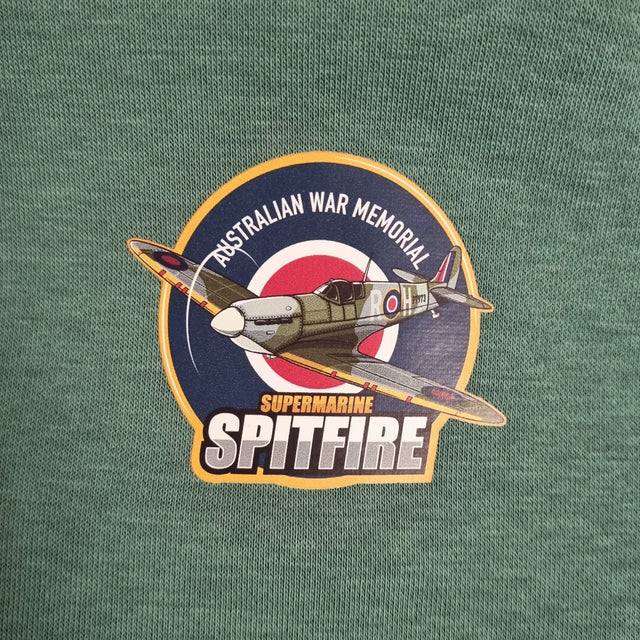 AUSTRALIAN WAR MEMORIAL
R H
SUPERMARINE
SPITFIRE